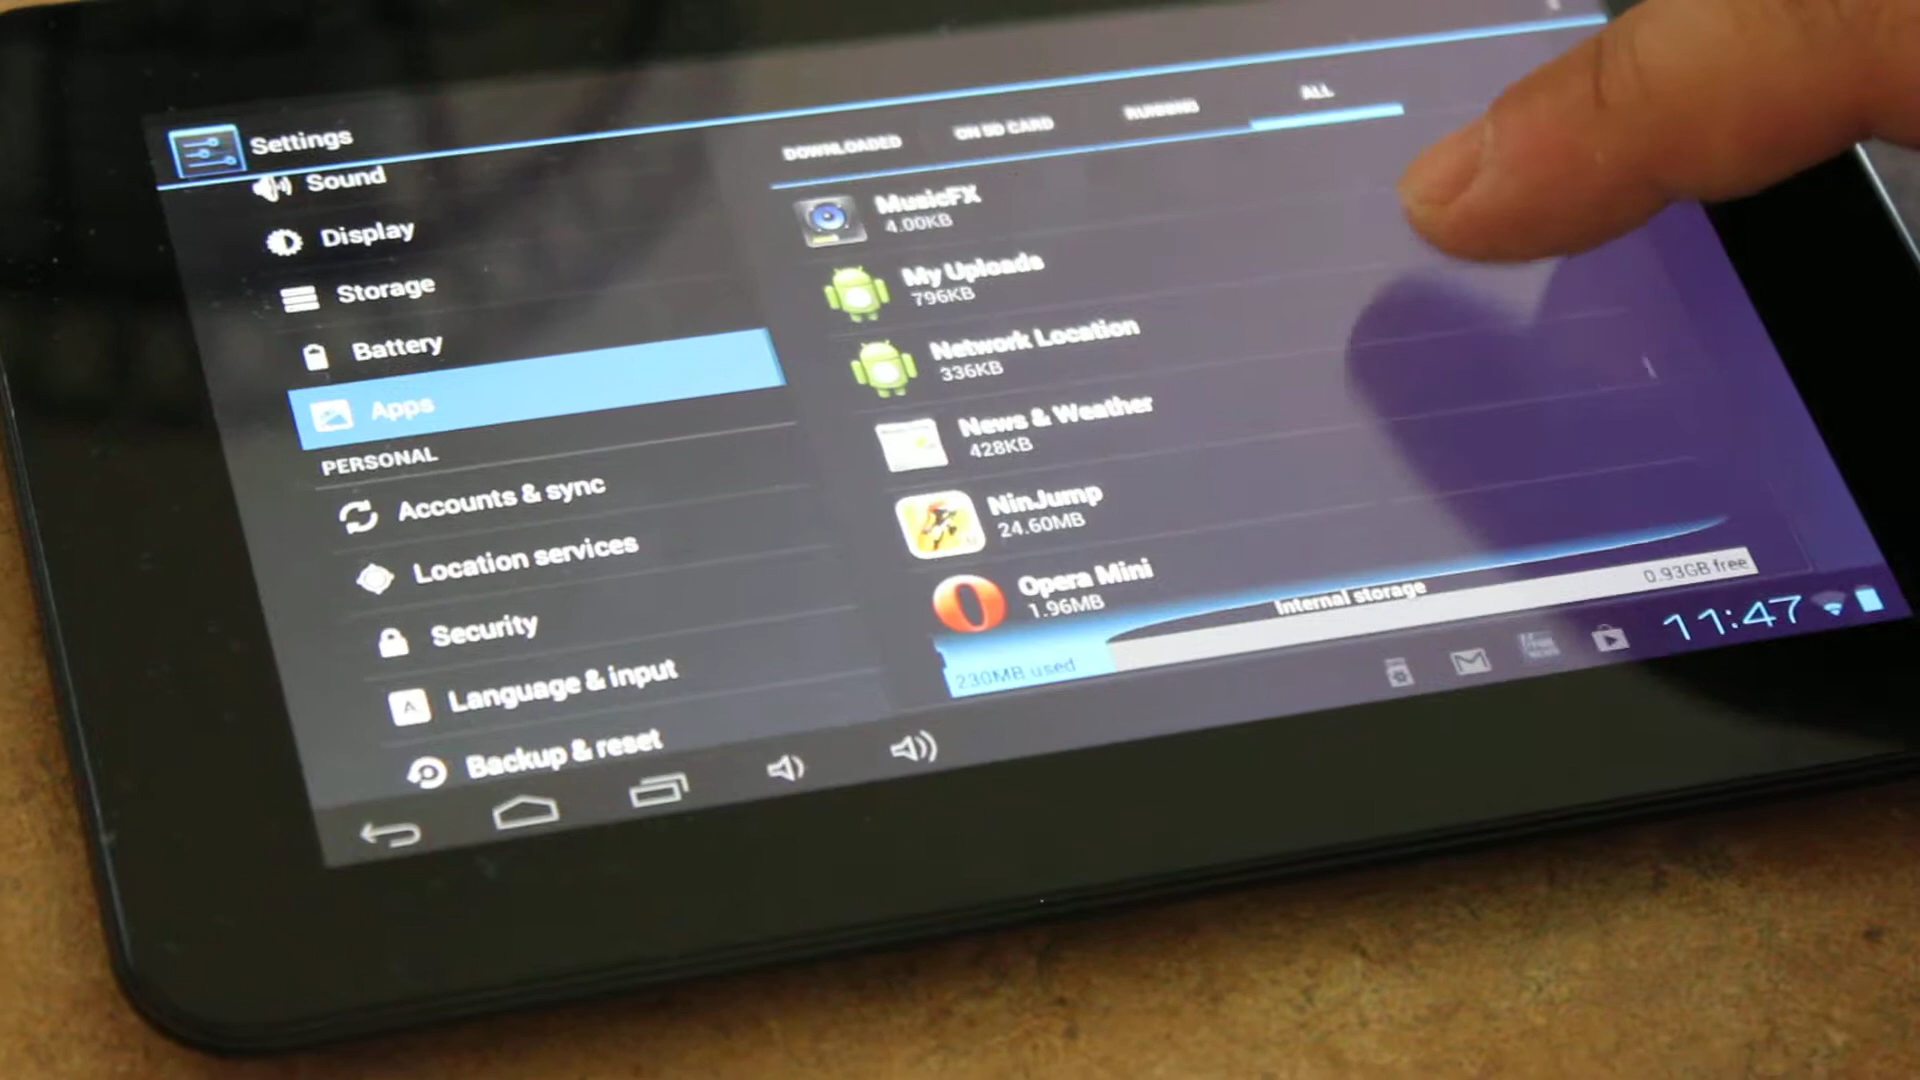 Settings
Sound
Display
Storage
Battery
Apps
PERSONAL
Accounts & sync
Location services
Security
Language & input
Backup & reset
DOWNLOADED
ON SD CARD
RUNNING
ALL
MusicFX
4.00KB
My Uploads
796KB
Network Location
336KB
News & Weather
428KB
NinJump
24.60MB
Opera Mini
1.96MB
Internal storage
230MB used
0.93GB free
11:47